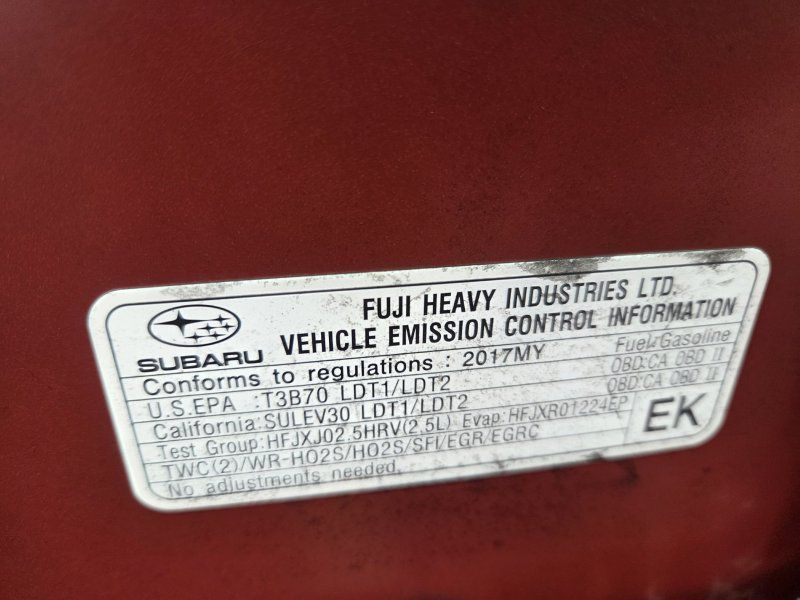 FUJI HEAVY INDUSTRIES LTD.
SUBARU VEHICLE EMISSION CONTROL INFORMATION
Conforms to regulations : 2017MY Fuel:Gasoline
U.S.EPA :T3B70 LDT1/LDT2 OBD:CA OBD II
California:SULEV30 LDT1/LDT2 OBD:CA OBD II
Test Group:HFJXJ02.5HRV(2.5L) Evap:HFJXR01224EP
TWC(2)/WR-HO2S/HO2S/SFI/EGR/EGRC
No adjustments needed.
EK